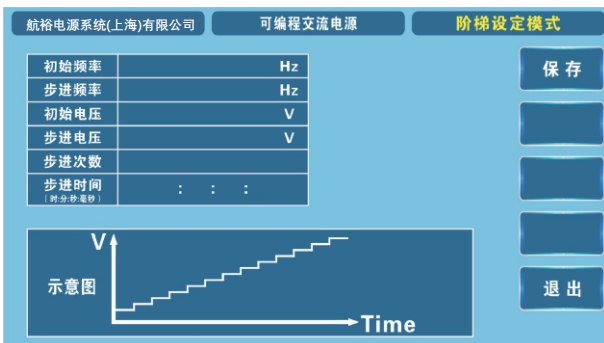 航裕电源系统(上海)有限公司 可编程交流电源 阶梯设定模式
初始频率 Hz
步进频率 Hz
初始电压 V
步进电压 V
步进次数
步进时间 : : :
(时:分:秒:毫秒)
保存
V
示意图
Time
退出